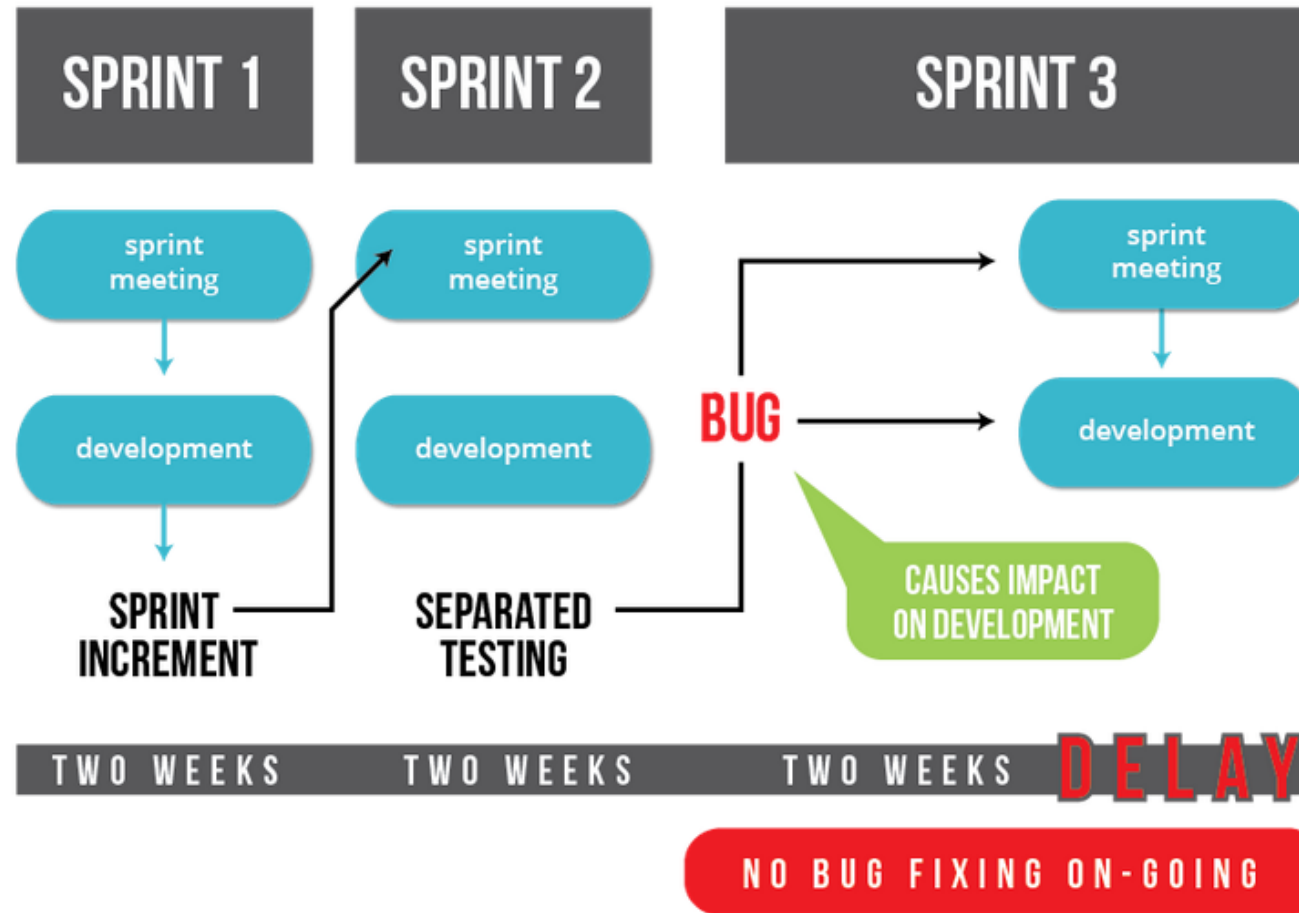 SPRINT 1
SPRINT 2
SPRINT 3
sprint
meeting
sprint
meeting
sprint
meeting
development
development
BUG
development
SPRINT
INCREMENT
SEPARATED
TESTING
CAUSES IMPACT
ON DEVELOPMENT
TWO WEEKS
TWO WEEKS
TWO WEEKS
DELAY
NO BUG FIXING ON-GOING